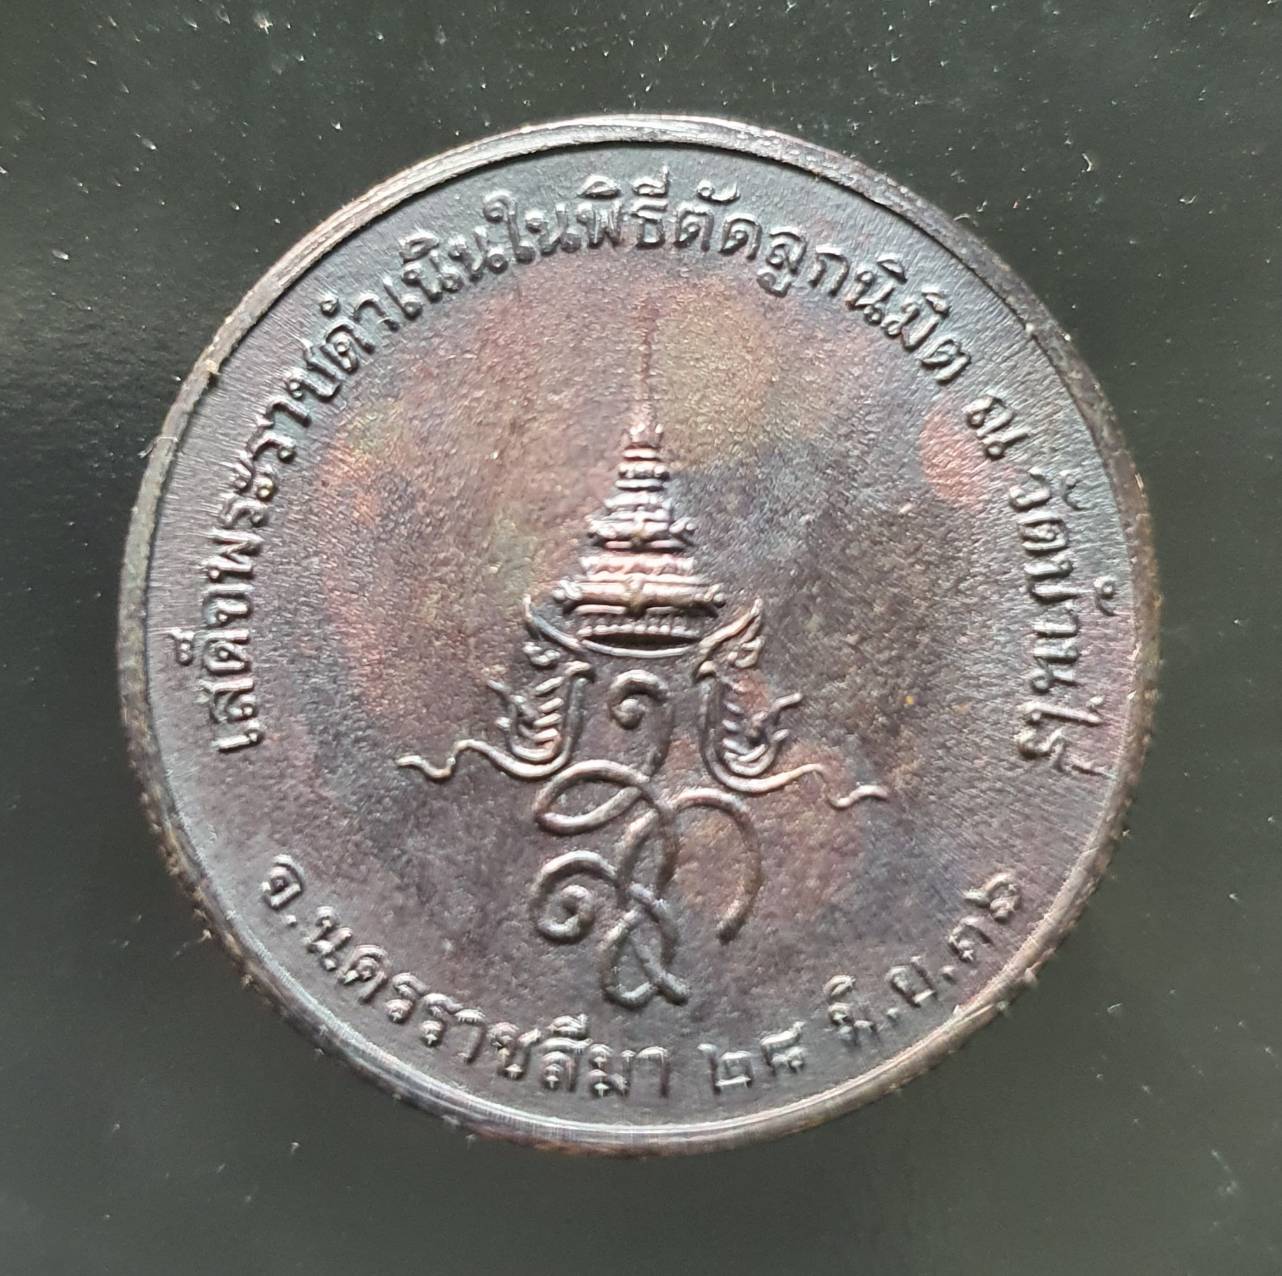 เสด็จพระราชดำเนินในพิธีตัดลูกนิมิต ณ วัดบ้านไร่
จ.นครราชสีมา ๒๘ มิ.ย.๓๖